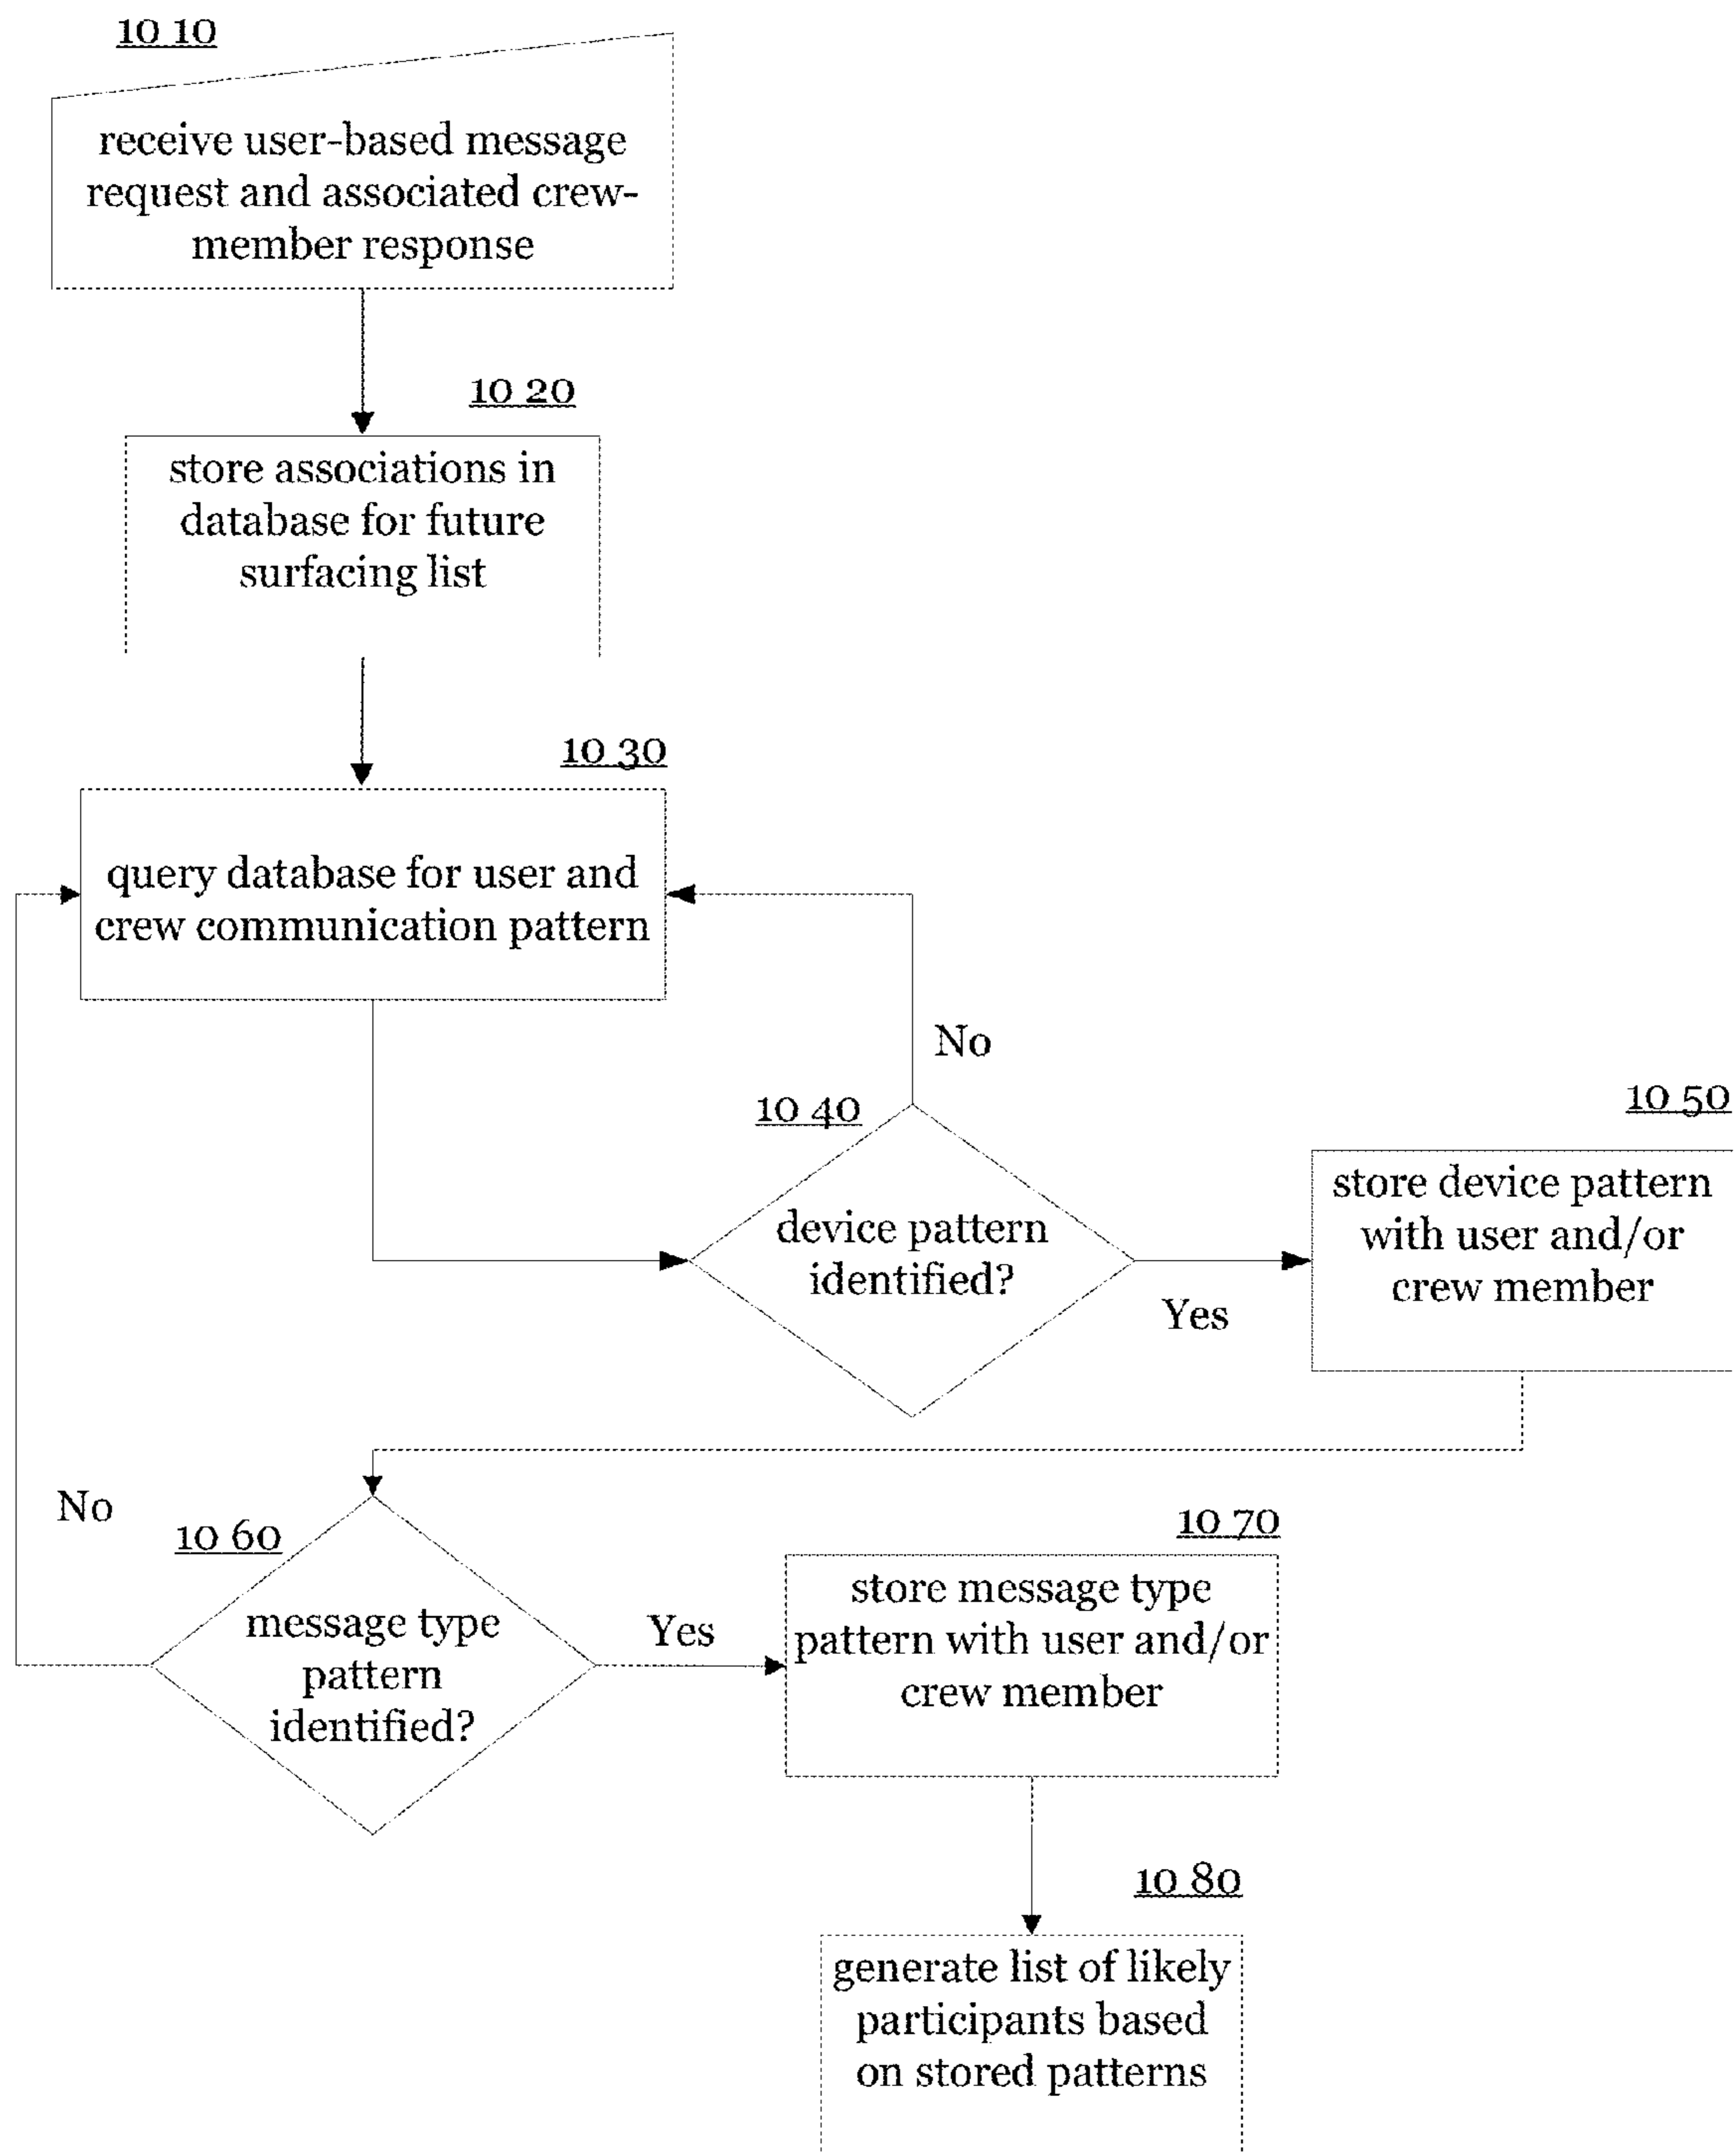 10 10
receive user-based message
request and associated crew-
member response
10 20
store associations in
database for future
surfacing list
10 30
query database for user and
crew communication pattern
No
10 40
device pattern
identified?
Yes
10 50
store device pattern
with user and/or
crew member
No
10 60
message type
pattern
identified?
Yes
10 70
store message type
pattern with user and/or
crew member
10 80
generate list of likely
participants based
on stored patterns